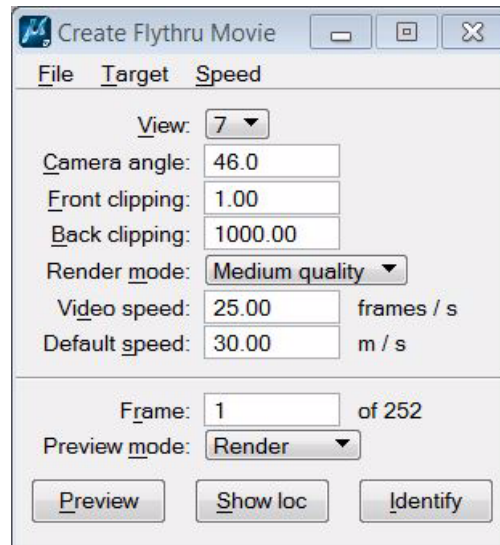 Create Flythru Movie
File Target Speed
View: 7
Camera angle: 46.0
Front clipping: 1.00
Back clipping: 1000.00
Render mode: Medium quality
Video speed: 25.00 frames / s
Default speed: 30.00 m / s
Frame: 1 of 252
Preview mode: Render
Preview Show loc Identify